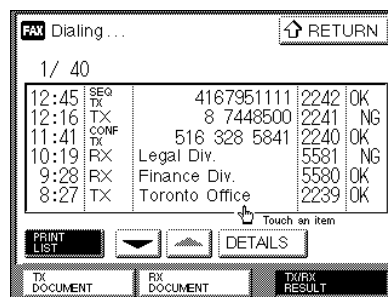 FAX Dialing... RETURN
1/ 40
12:45 SEQ TX 4167951111 2242 OK
12:16 TX 8 7448500 2241 NG
11:41 CONF TX 516 328 5841 2240 OK
10:19 RX Legal Div. 5581 NG
9:28 RX Finance Div. 5580 OK
8:27 TX Toronto Office 2239 OK
Touch an item
PRINT LIST DETAILS
TX DOCUMENT RX DOCUMENT TX/RX RESULT